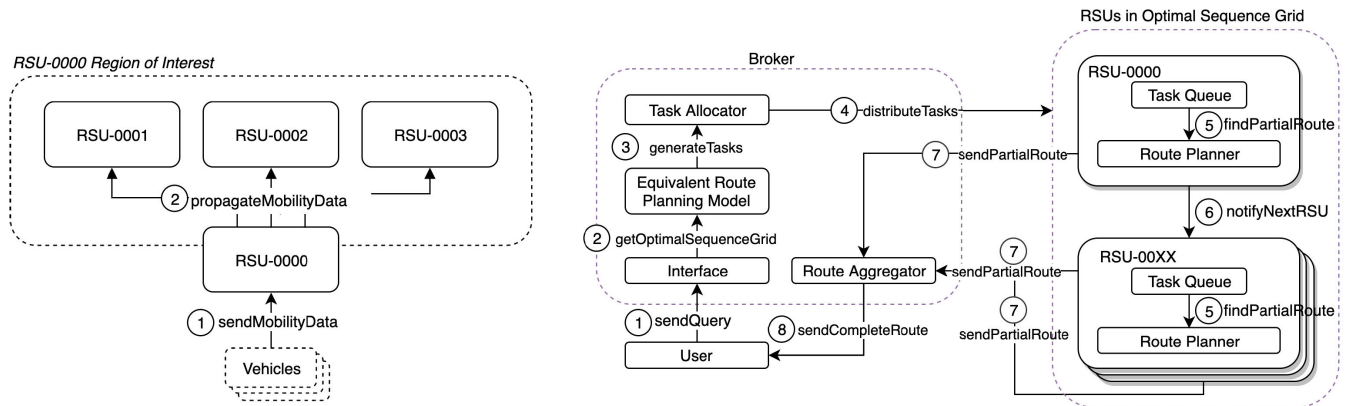 RSU-0000 Region of Interest
RSU-0001
RSU-0002
RSU-0003
2
propagateMobilityData
RSU-0000
1
sendMobilityData
Vehicles
Broker
Task Allocator
3
generateTasks
Equivalent Route
Planning Model
2
getOptimalSequenceGrid
Interface
1
sendQuery
User
4
distributeTasks
7
sendPartialRoute
Route Aggregator
7
sendPartialRoute
7
sendPartialRoute
8
sendCompleteRoute
RSUs in Optimal Sequence Grid
RSU-0000
Task Queue
5
findPartialRoute
Route Planner
6
notifyNextRSU
RSU-00XX
Task Queue
5
findPartialRoute
Route Planner